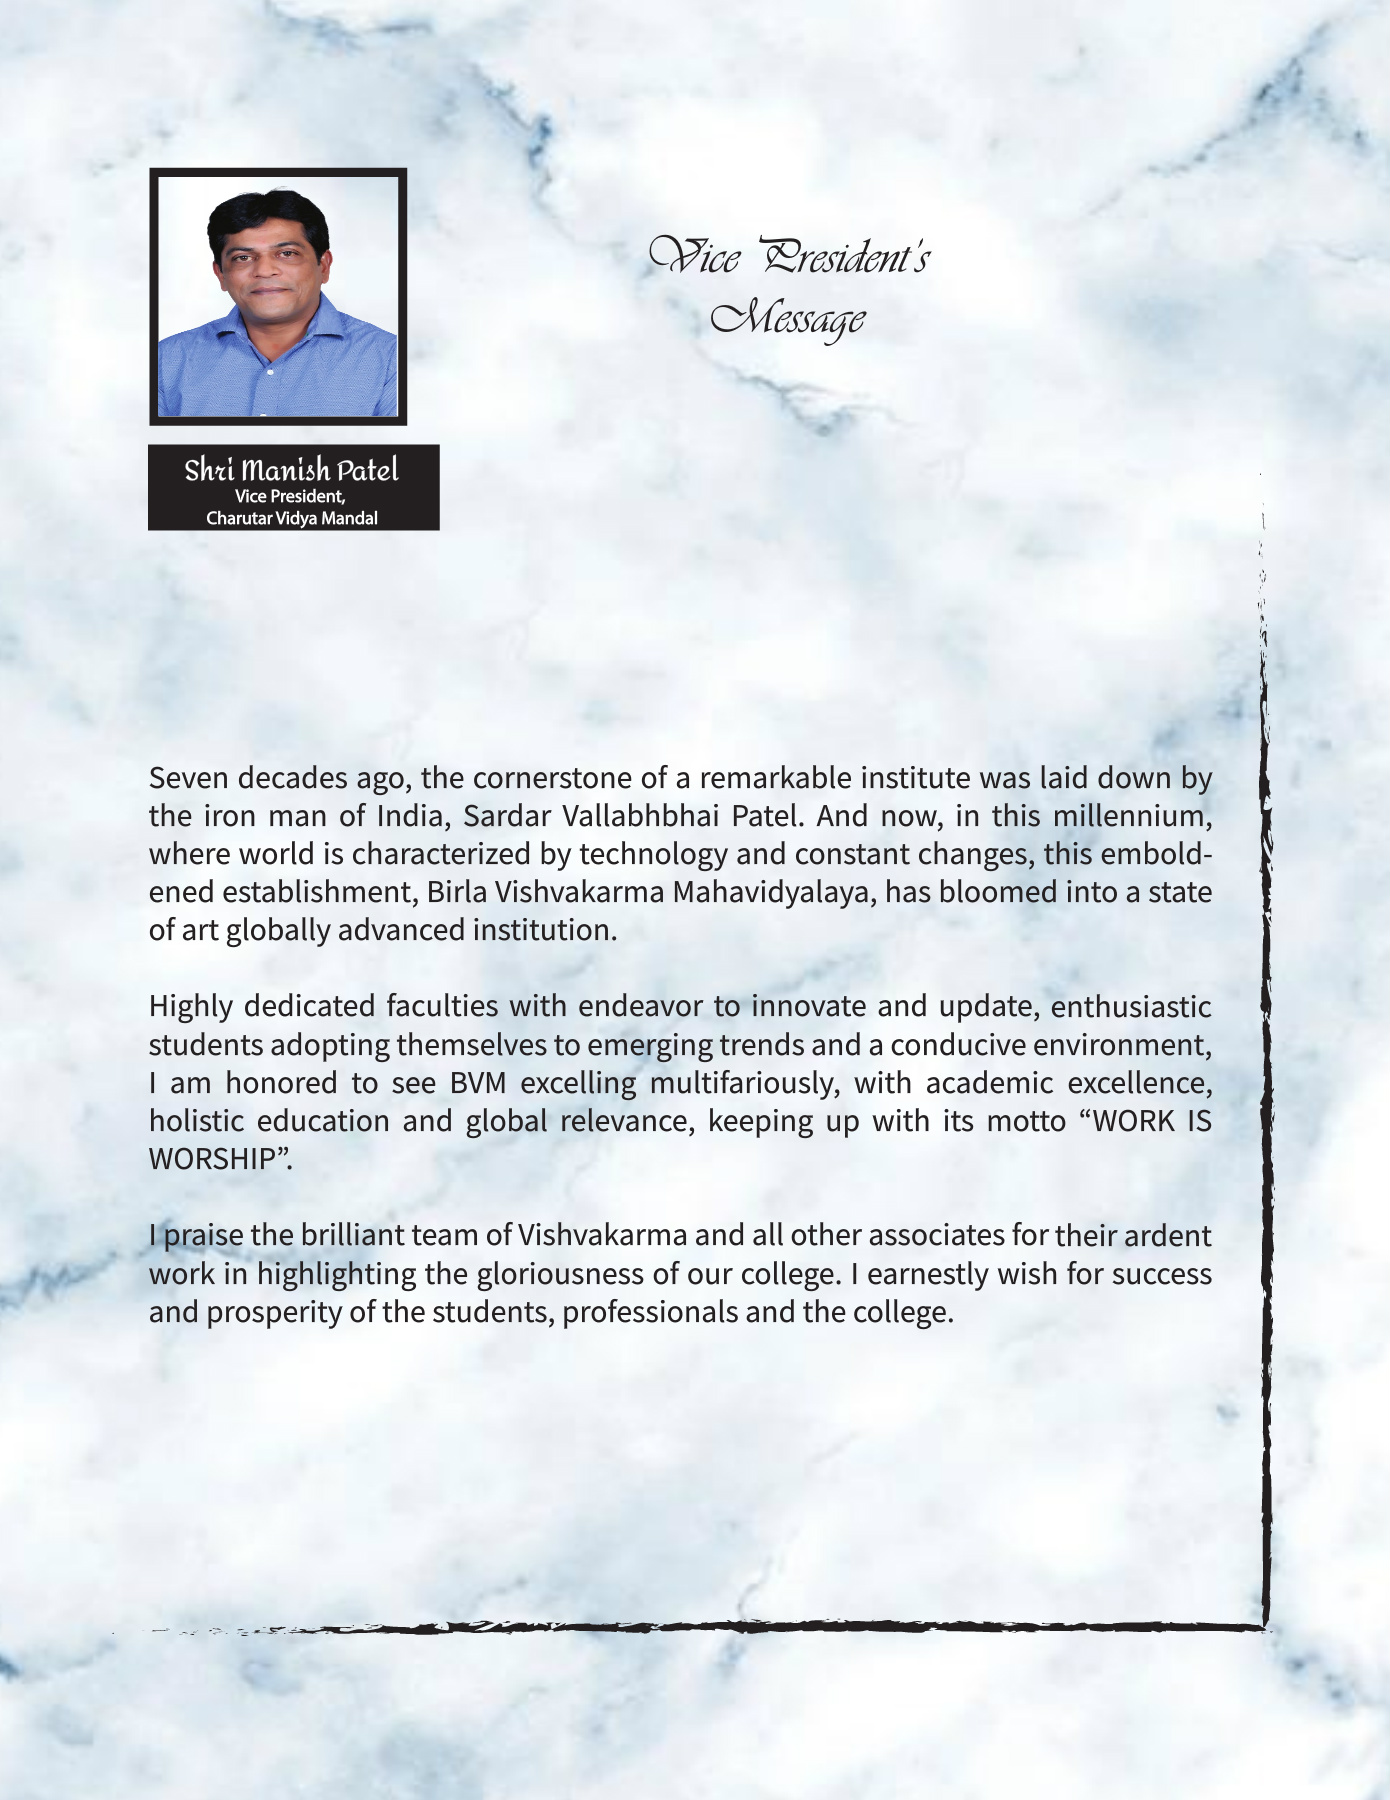 Vice President's
Message
Shri Manish Patel
Vice President,
Charutar Vidya Mandal
Seven decades ago, the cornerstone of a remarkable institute was laid down by
the iron man of India, Sardar Vallabhbhai Patel. And now, in this millennium,
where world is characterized by technology and constant changes, this embold-
ened establishment, Birla Vishvakarma Mahavidyalaya, has bloomed into a state
of art globally advanced institution.
Highly dedicated faculties with endeavor to innovate and update, enthusiastic
students adopting themselves to emerging trends and a conducive environment,
I am honored to see BVM excelling multifariously, with academic excellence,
holistic education and global relevance, keeping up with its motto “WORK IS
WORSHIP”.
I praise the brilliant team of Vishvakarma and all other associates for their ardent
work in highlighting the gloriousness of our college. I earnestly wish for success
and prosperity of the students, professionals and the college.